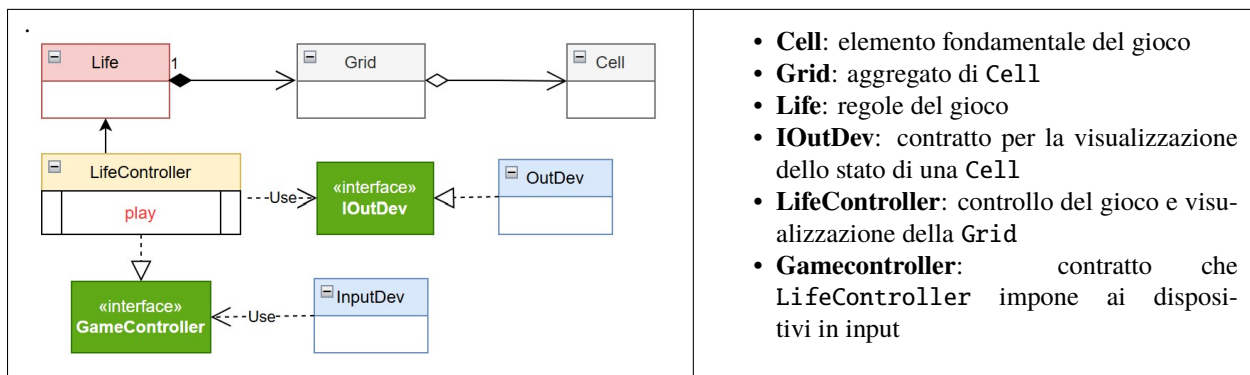 .
Life
1
Grid
Cell
LifeController
play
Use
«interface»
IOutDev
OutDev
«interface»
GameController
Use
InputDev
• Cell: elemento fondamentale del gioco
• Grid: aggregato di Cell
• Life: regole del gioco
• IOutDev: contratto per la visualizzazione
dello stato di una Cell
• LifeController: controllo del gioco e visu-
alizzazione della Grid
• Gamecontroller: contratto che
LifeController impone ai disposi-
tivi in input